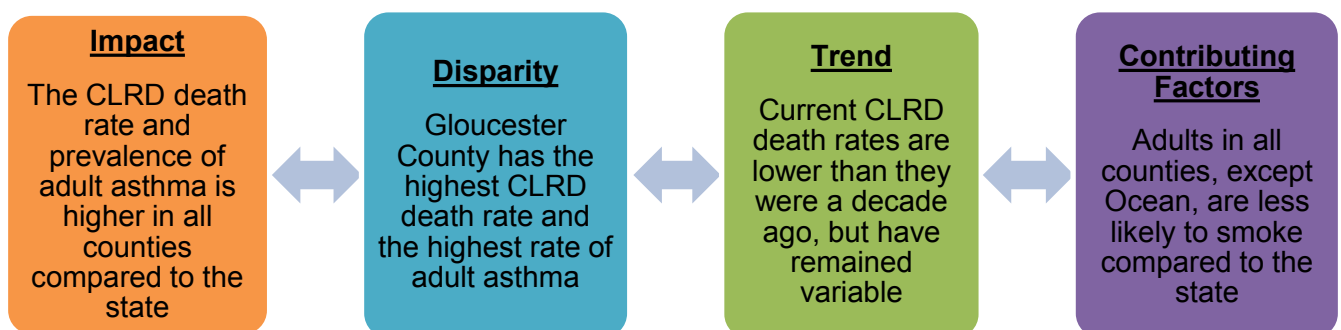 Impact
The CLRD death
rate and
prevalence of
adult asthma is
higher in all
counties
compared to the
state
Disparity
Gloucester
County has the
highest CLRD
death rate and
the highest rate of
adult asthma
Trend
Current CLRD
death rates are
lower than they
were a decade
ago, but have
remained
variable
Contributing
Factors
Adults in all
counties, except
Ocean, are less
likely to smoke
compared to the
state